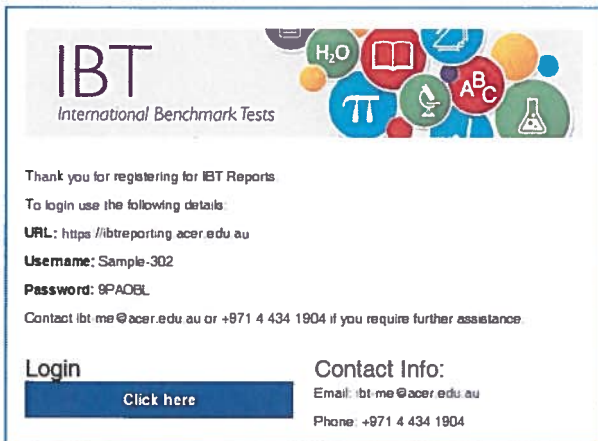 IBT
International Benchmark Tests
H₂O
π
ABC
Thank you for registering for IBT Reports
To login use the following details:
URL: https //ibtreporting acer edu au
Username: Sample-302
Password: 9PAOBL
Contact ibt-me@acer.edu au or +971 4 434 1904 if you require further assistance.
Login
Click here
Contact Info:
Email: ibt-me@acer.edu.au
Phone: +971 4 434 1904